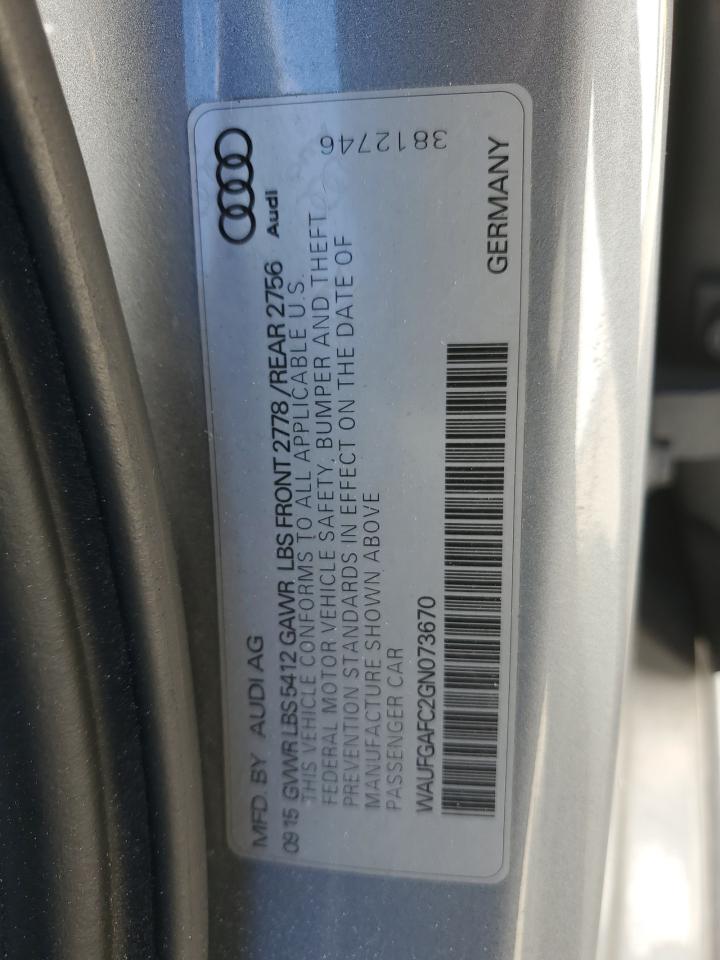 MFD. BY AUDI AG
09 15 GVWR LBS 5412 GAWR LBS FRONT 2778 /REAR 2756
THIS VEHICLE CONFORMS TO ALL APPLICABLE U.S.
FEDERAL MOTOR VEHICLE SAFETY, BUMPER AND THEFT
PREVENTION STANDARDS IN EFFECT ON THE DATE OF
MANUFACTURE SHOWN ABOVE
PASSENGER CAR
WAUFGAFC2GN073670
Audi
3812746
GERMANY